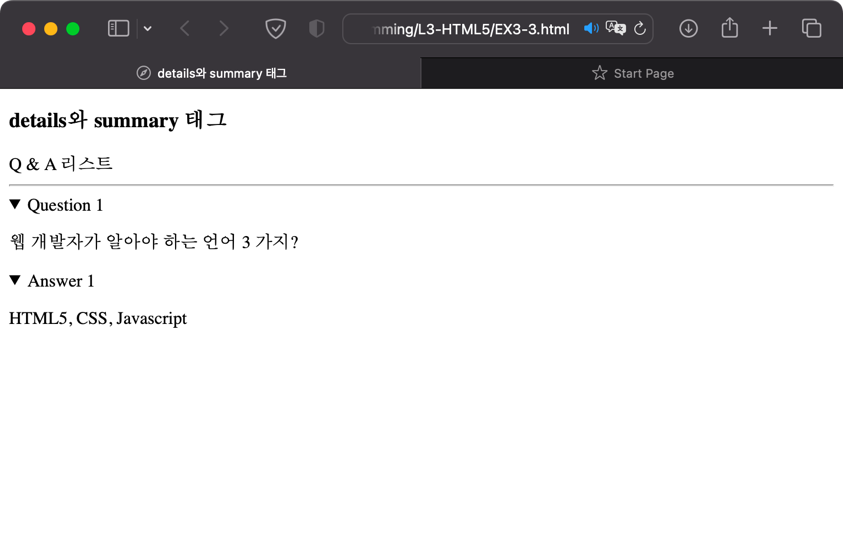 mming/L3-HTML5/EX3-3.html
details와 summary 태그
Start Page
details와 summary 태그
Q & A 리스트
▼ Question 1
웹 개발자가 알아야 하는 언어 3 가지?
▼ Answer 1
HTML5, CSS, Javascript